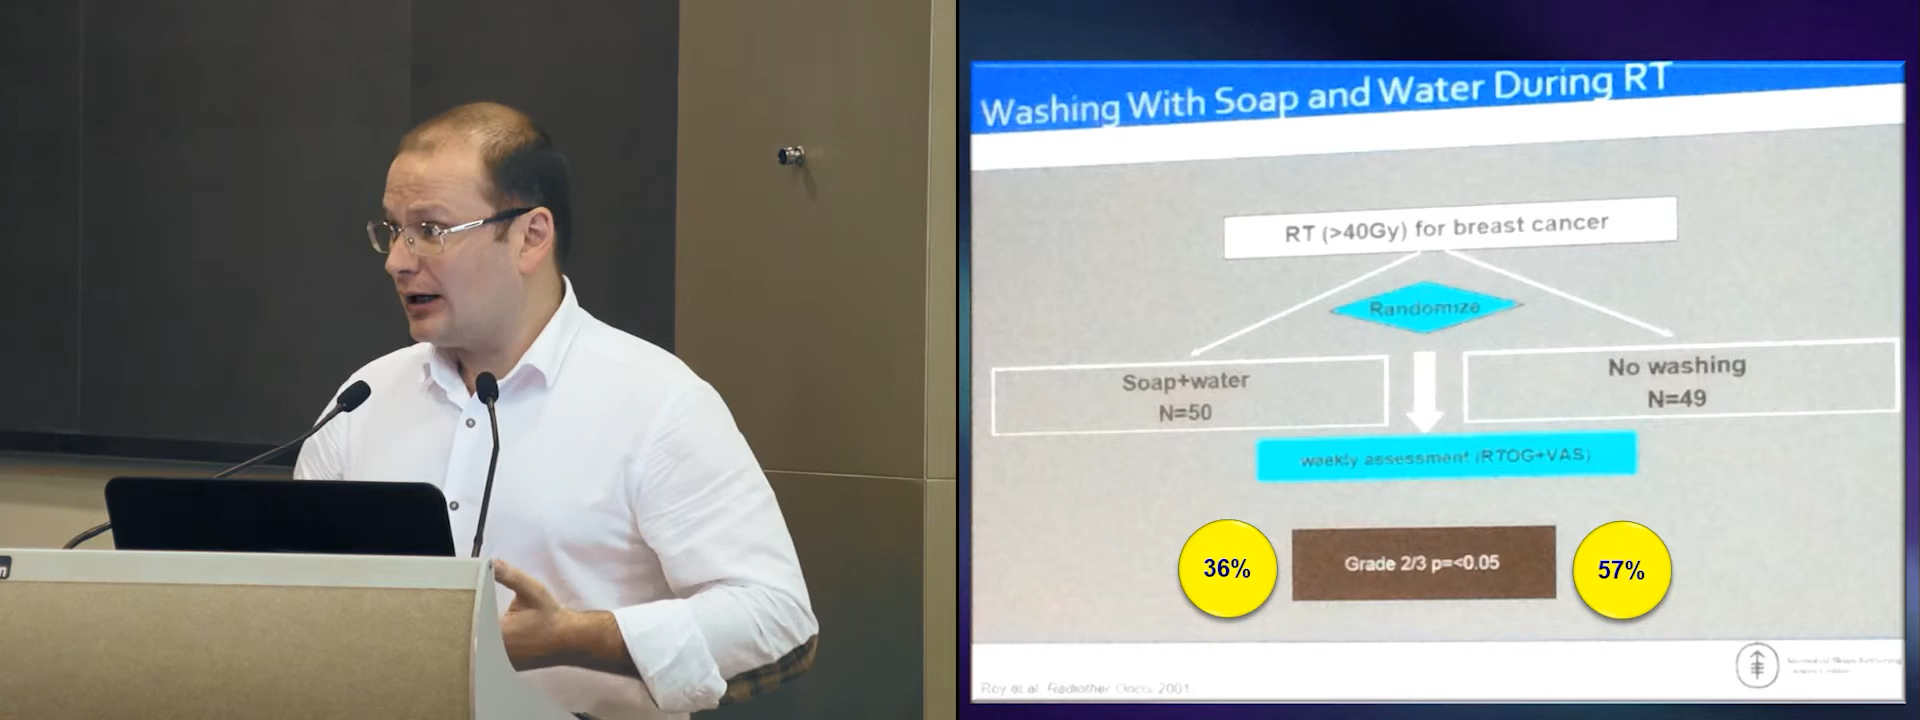 Washing With Soap and Water During RT
RT (>40Gy) for breast cancer
Randomize
Soap+water
N=50
No washing
N=49
weekly assessment (RTOG+VAS)
36%
Grade 2/3 p=<0.05
57%
Roy et al. Radiother Oncol 2001